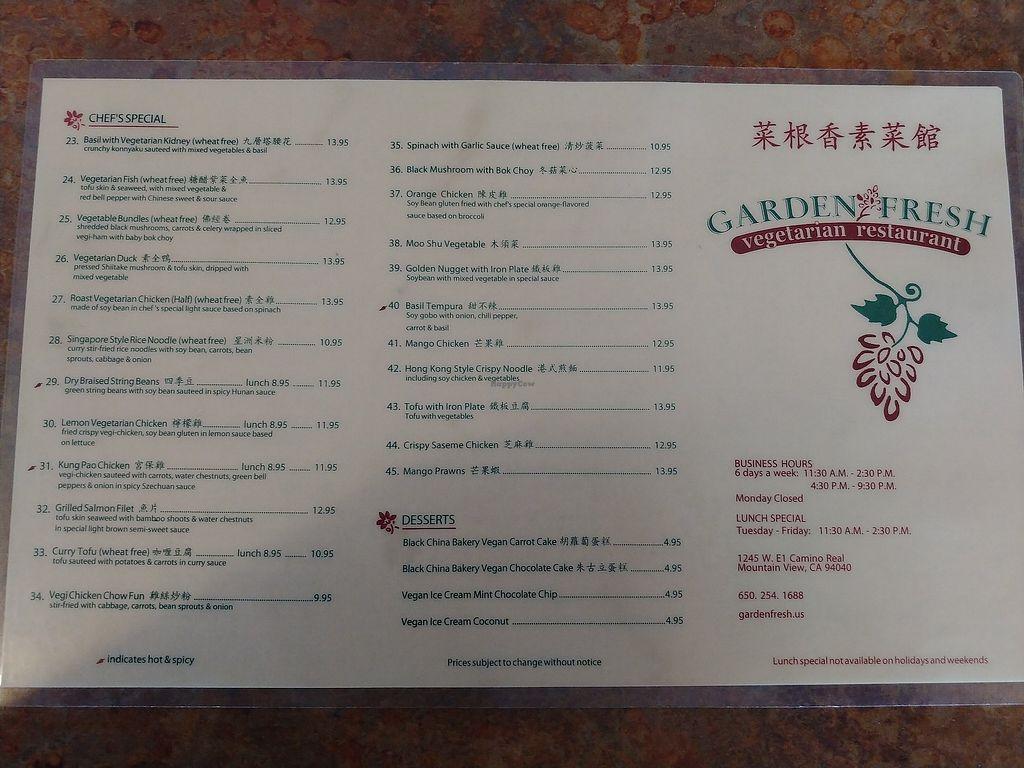 CHEF'S SPECIAL
23. Basil with Vegetarian Kidney (wheat free) 九層塔腰花 13.95
crunchy konnyaku sauteed with mixed vegetables & basil
24. Vegetarian Fish (wheat free) 糖醋紫菜全魚 13.95
tofu skin & seaweed, with mixed vegetable &
red bell pepper with Chinese sweet & sour sauce
25. Vegetable Bundles (wheat free) 佛經卷 12.95
shredded black mushrooms, carrots & celery wrapped in sliced
vegi-ham with baby bok choy
26. Vegetarian Duck 素全鴨 13.95
pressed Shiitake mushroom & tofu skin, dripped with
mixed vegetable
27. Roast Vegetarian Chicken (Half) (wheat free) 素全雞 13.95
made of soy bean in chef 's special light sauce based on spinach
28. Singapore Style Rice Noodle (wheat free) 星洲米粉 10.95
curry stir-fried rice noodles with soy bean, carrots, bean
sprouts, cabbage & onion
29. Dry Braised String Beans 四季豆 lunch 8.95 11.95
green string beans with soy bean sauteed in spicy Hunan sauce
30. Lemon Vegetarian Chicken 檸檬雞 lunch 8.95 11.95
fried crispy vegi-chicken, soy bean gluten in lemon sauce based
on lettuce
31. Kung Pao Chicken 宮保雞 lunch 8.95 11.95
vegi-chicken sauteed with carrots, water chestnuts, green bell
peppers & onion in spicy Szechuan sauce
32. Grilled Salmon Filet 魚片 12.95
tofu skin seaweed with bamboo shoots & water chestnuts
in special light brown semi-sweet sauce
33. Curry Tofu (wheat free) 咖喱豆腐 lunch 8.95 10.95
tofu sauteed with potatoes & carrots in curry sauce
34. Vegi Chicken Chow Fun 雞絲炒粉 9.95
stir-fried with cabbage, carrots, bean sprouts & onion
indicates hot & spicy
35. Spinach with Garlic Sauce (wheat free) 清炒菠菜 10.95
36. Black Mushroom with Bok Choy 冬菇菜心 12.95
37. Orange Chicken 陳皮雞 12.95
Soy Bean gluten fried with chef's special orange-flavored
sauce based on broccoli
38. Moo Shu Vegetable 木須菜 13.95
39. Golden Nugget with Iron Plate 鐵板雞 13.95
Soybean with mixed vegetable in special sauce
40 Basil Tempura 甜不辣 13.95
Soy gobo with onion, chili pepper,
carrot & basil
41. Mango Chicken 芒果雞 12.95
42. Hong Kong Style Crispy Noodle 港式煎麵 11.95
including soy chicken & vegetables
HappyCow
43. Tofu with Iron Plate 鐵板豆腐 13.95
Tofu with vegetables
44. Crispy Saseme Chicken 芝麻雞 12.95
45. Mango Prawns 芒果蝦 13.95
DESSERTS
Black China Bakery Vegan Carrot Cake 胡蘿蔔蛋糕 4.95
Black China Bakery Vegan Chocolate Cake 朱古立蛋糕 4.95
Vegan Ice Cream Mint Chocolate Chip 4.95
Vegan Ice Cream Coconut 4.95
Prices subject to change without notice
菜根香素菜館
GARDEN FRESH
vegetarian restaurant
BUSINESS HOURS
6 days a week: 11:30 A.M. - 2:30 P.M.
4:30 P.M. - 9:30 P.M.
Monday Closed
LUNCH SPECIAL
Tuesday - Friday: 11:30 A.M. - 2:30 P.M.
1245 W. E1 Camino Real
Mountain View, CA 94040
650. 254. 1688
gardenfresh.us
Lunch special not available on holidays and weekends